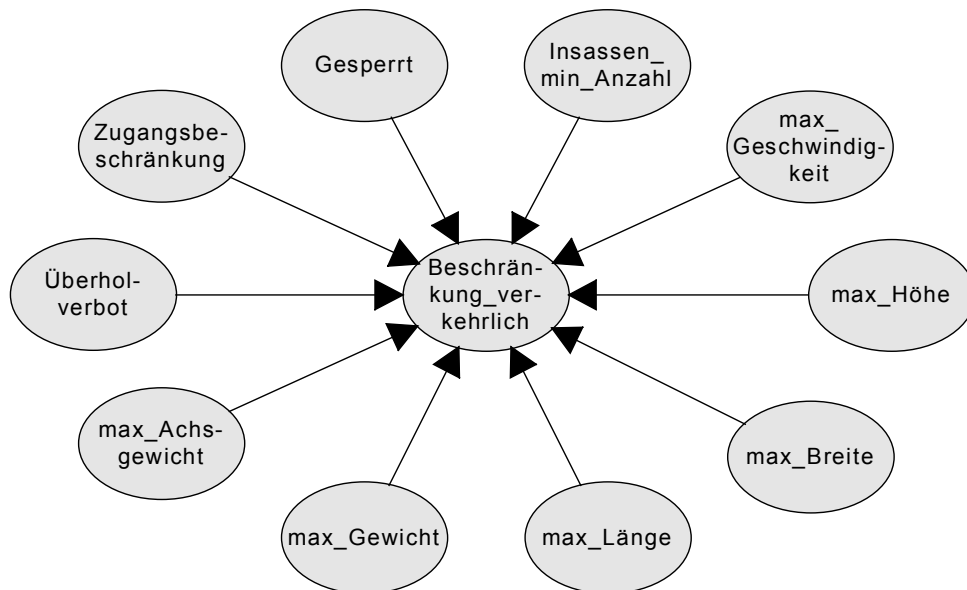 Gesperrt
Insassen_
min_Anzahl
Zugangsbe-
schränkung
max_
Geschwindig-
keit
Überhol-
verbot
Beschrän-
kung_ver-
kehrlich
max_Höhe
max_Achs-
gewicht
max_Breite
max_Gewicht
max_Länge